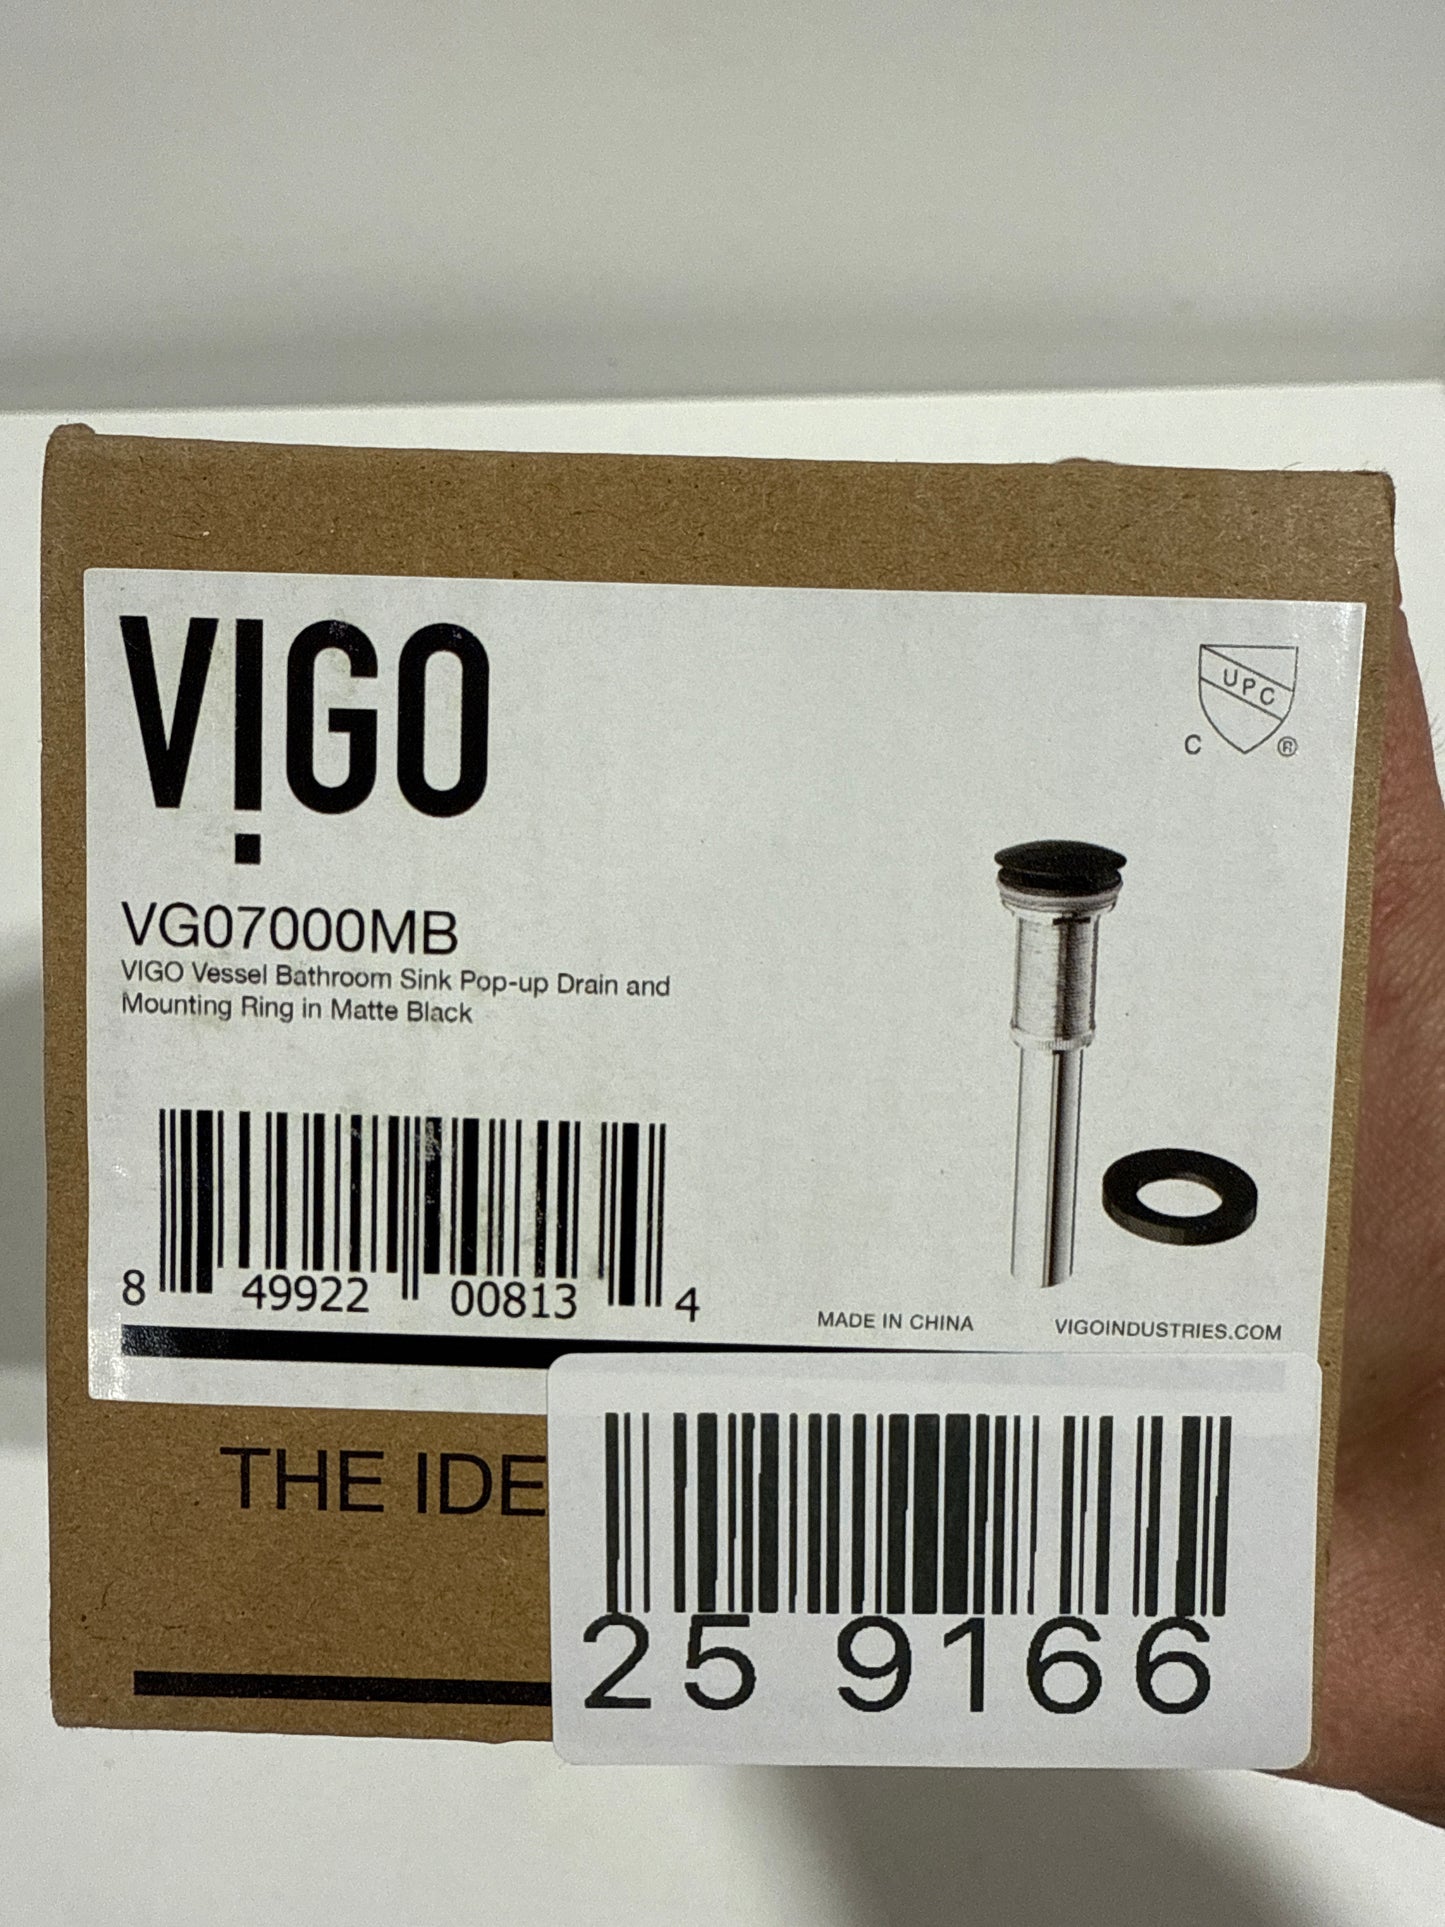 VIGO
UPC
C ®
VG07000MB
VIGO Vessel Bathroom Sink Pop-up Drain and
Mounting Ring in Matte Black
8 49922 00813 4
MADE IN CHINA VIGOINDUSTRIES.COM
THE IDE
25 9166